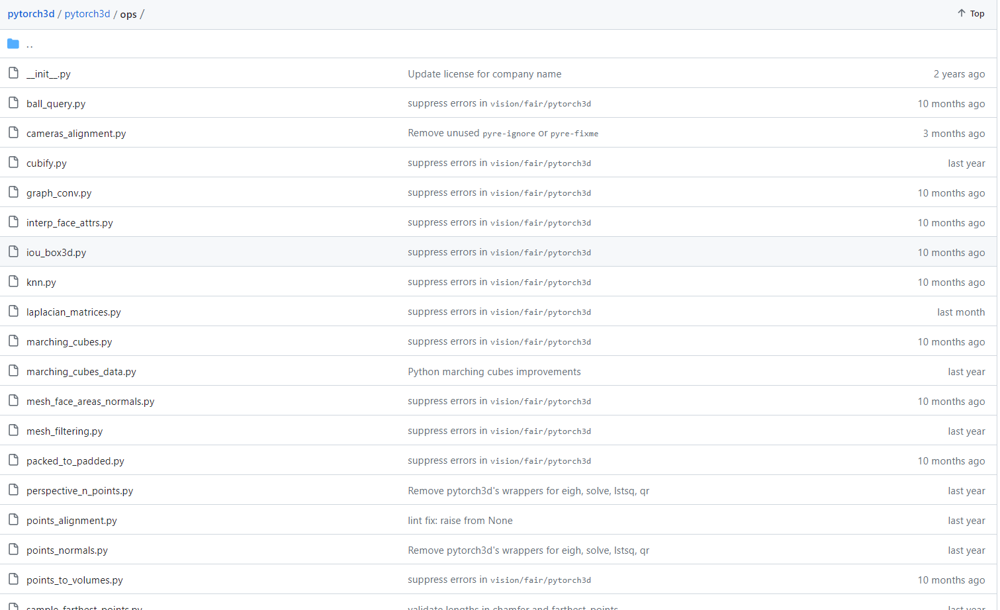 pytorch3d / pytorch3d / ops / Top
..
__init__.py Update license for company name 2 years ago
ball_query.py suppress errors in vision/fair/pytorch3d 10 months ago
cameras_alignment.py Remove unused pyre-ignore or pyre-fixme 3 months ago
cubify.py suppress errors in vision/fair/pytorch3d last year
graph_conv.py suppress errors in vision/fair/pytorch3d 10 months ago
interp_face_attrs.py suppress errors in vision/fair/pytorch3d 10 months ago
iou_box3d.py suppress errors in vision/fair/pytorch3d 10 months ago
knn.py suppress errors in vision/fair/pytorch3d 10 months ago
laplacian_matrices.py suppress errors in vision/fair/pytorch3d last month
marching_cubes.py suppress errors in vision/fair/pytorch3d 10 months ago
marching_cubes_data.py Python marching cubes improvements last year
mesh_face_areas_normals.py suppress errors in vision/fair/pytorch3d 10 months ago
mesh_filtering.py suppress errors in vision/fair/pytorch3d last year
packed_to_padded.py suppress errors in vision/fair/pytorch3d 10 months ago
perspective_n_points.py Remove pytorch3d's wrappers for eigh, solve, lstsq, qr last year
points_alignment.py lint fix: raise from None last year
points_normals.py Remove pytorch3d's wrappers for eigh, solve, lstsq, qr last year
points_to_volumes.py suppress errors in vision/fair/pytorch3d 10 months ago
sample_farthest_points.py validate lengths in chamfer and farthest_points last year